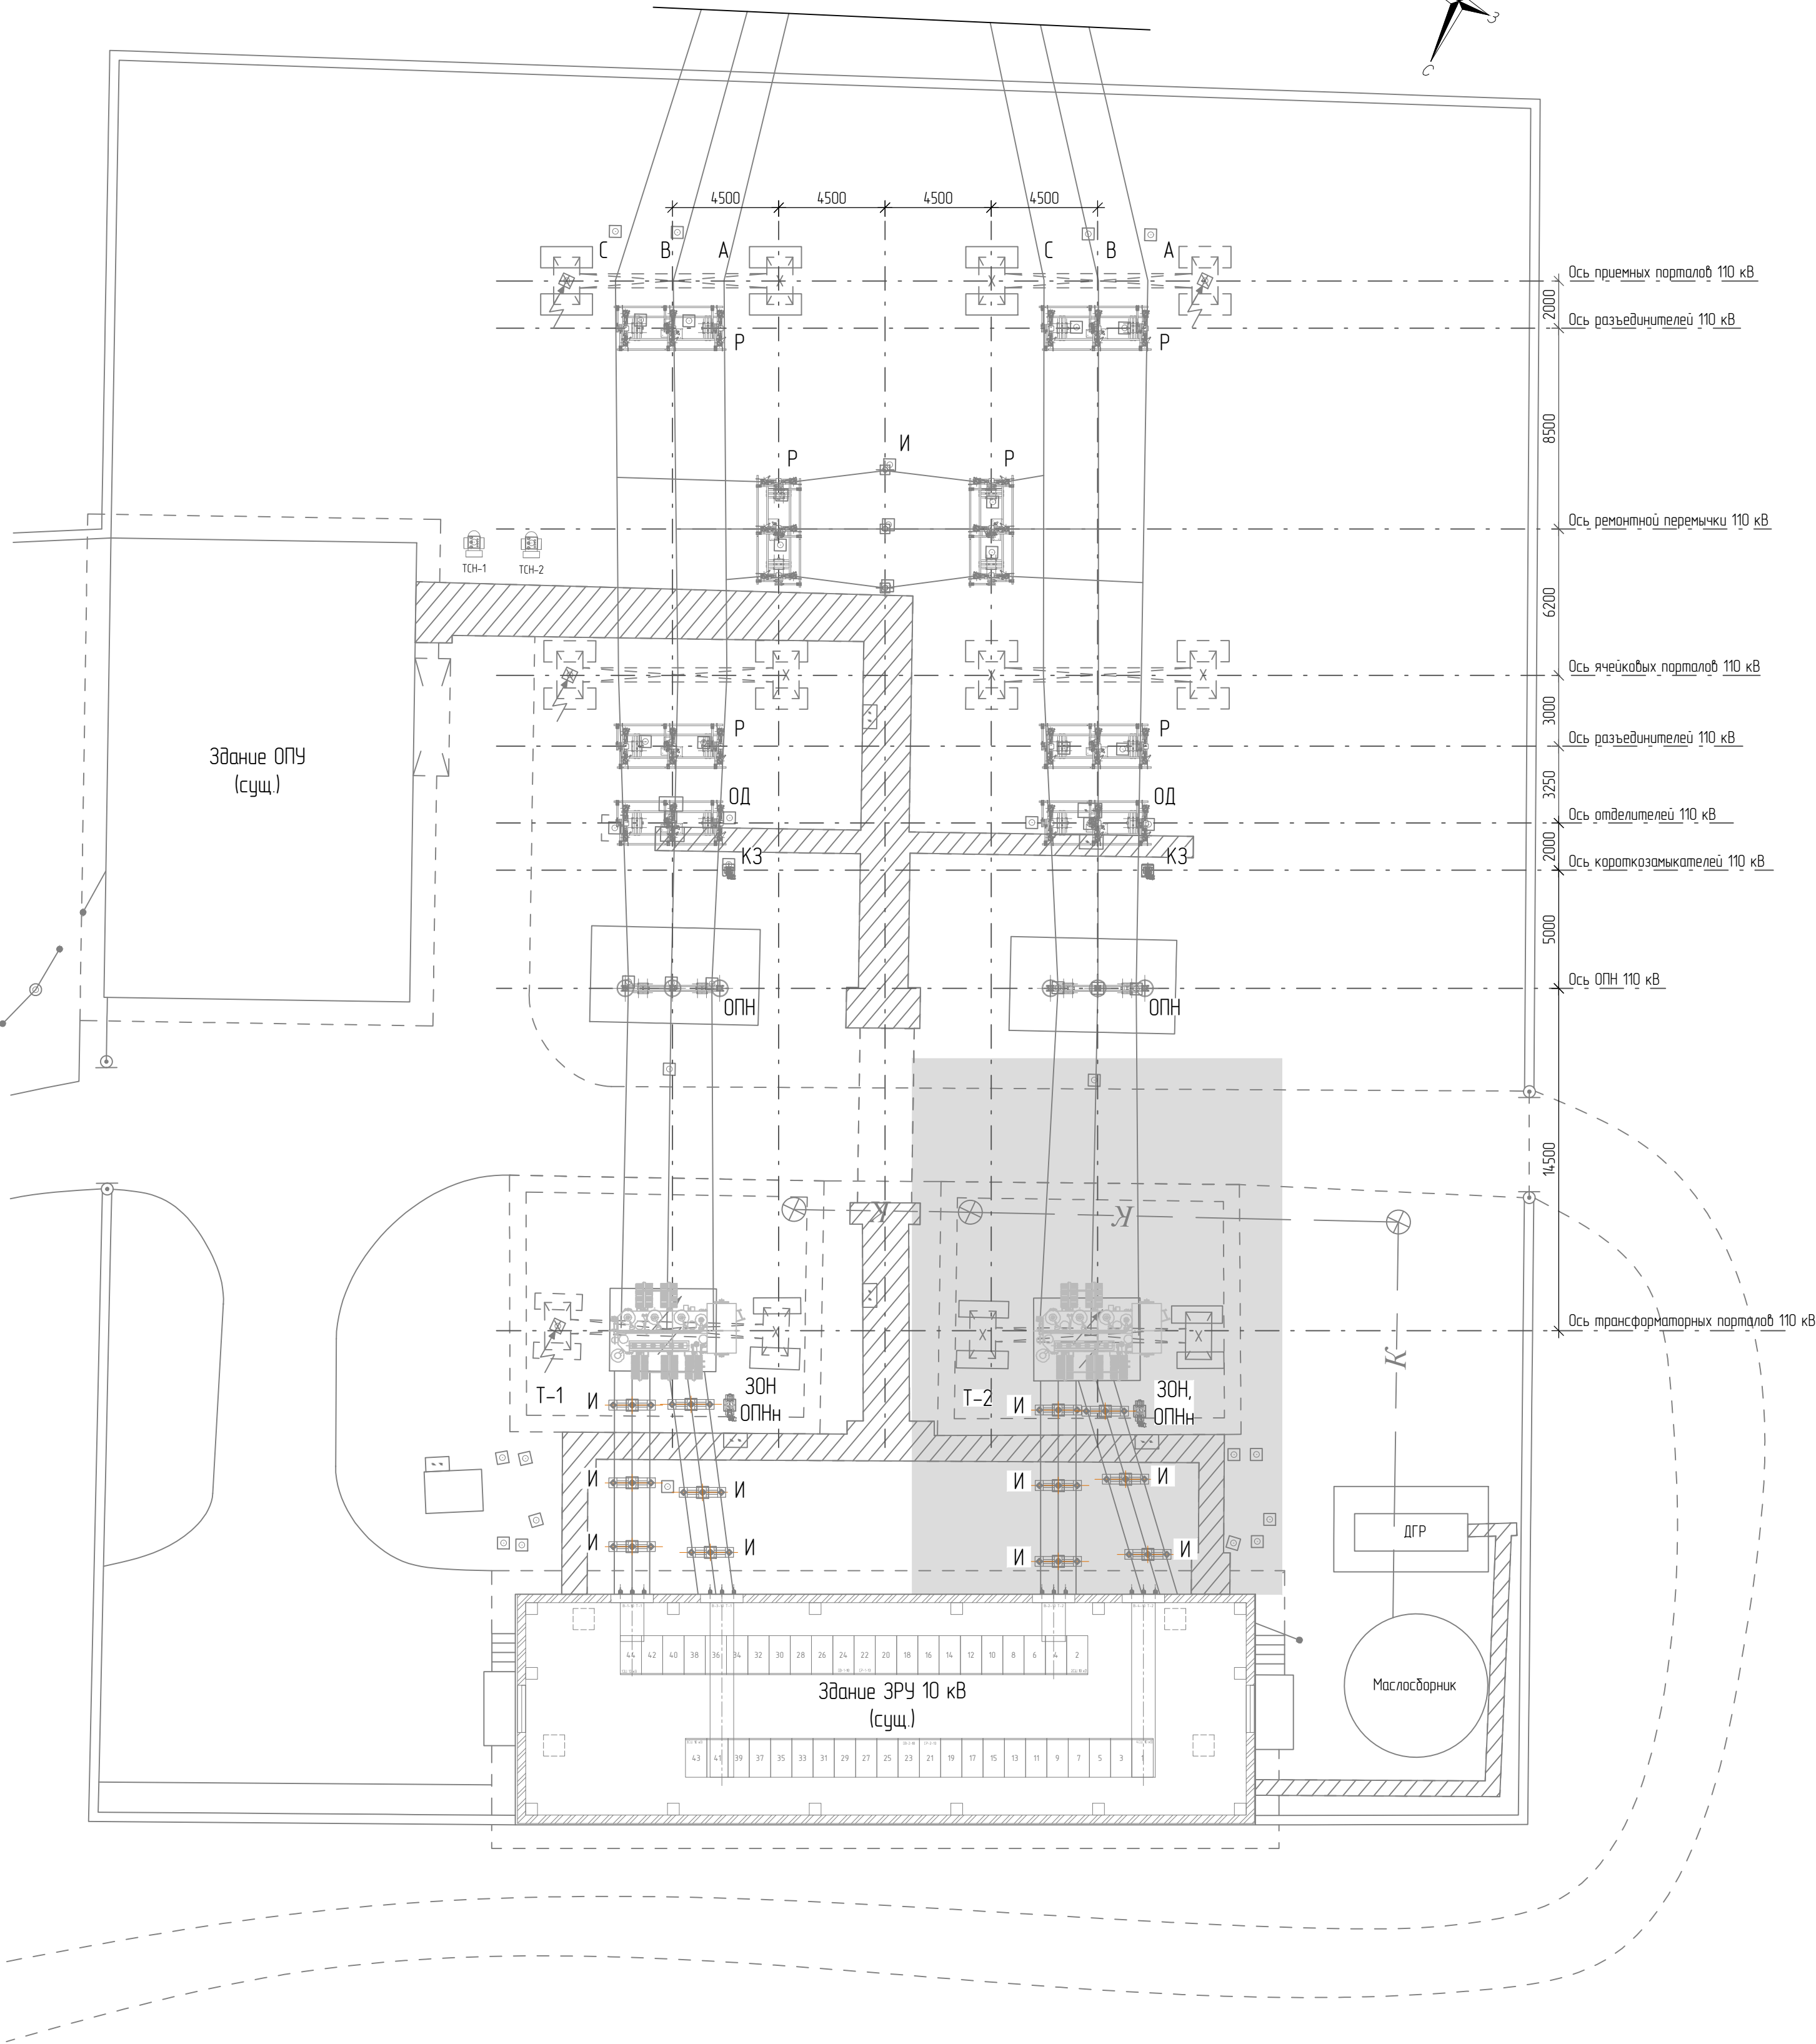 З
С
4500 4500 4500 4500
С В А С В А
Ось приемных порталов 110 кВ
2000
Ось разъединителей 110 кВ
Р Р
8500
И
Р Р
Ось ремонтной перемычки 110 кВ
ТСН-1 ТСН-2
6200
Ось ячейковых порталов 110 кВ
3000
Р Р
Ось разъединителей 110 кВ
Здание ОПУ
(сущ.)
3250
ОД ОД
Ось отделителей 110 кВ
2000
КЗ КЗ
Ось короткозамыкателей 110 кВ
5000
Ось ОПН 110 кВ
ОПН ОПН
14500
К К
Ось трансформаторных порталов 110 кВ
К
Т-1 И ЗОН
ОПНн
Т-2 И ЗОН,
ОПНн
И И И И
И И И И
ДГР
44 42 40 38 36 34 32 30 28 26 24 22 20 18 16 14 12 10 8 6 4 2
Маслосборник
Здание ЗРУ 10 кВ
(сущ.)
43 41 39 37 35 33 31 29 27 25 23 21 19 17 15 13 11 9 7 5 3 1